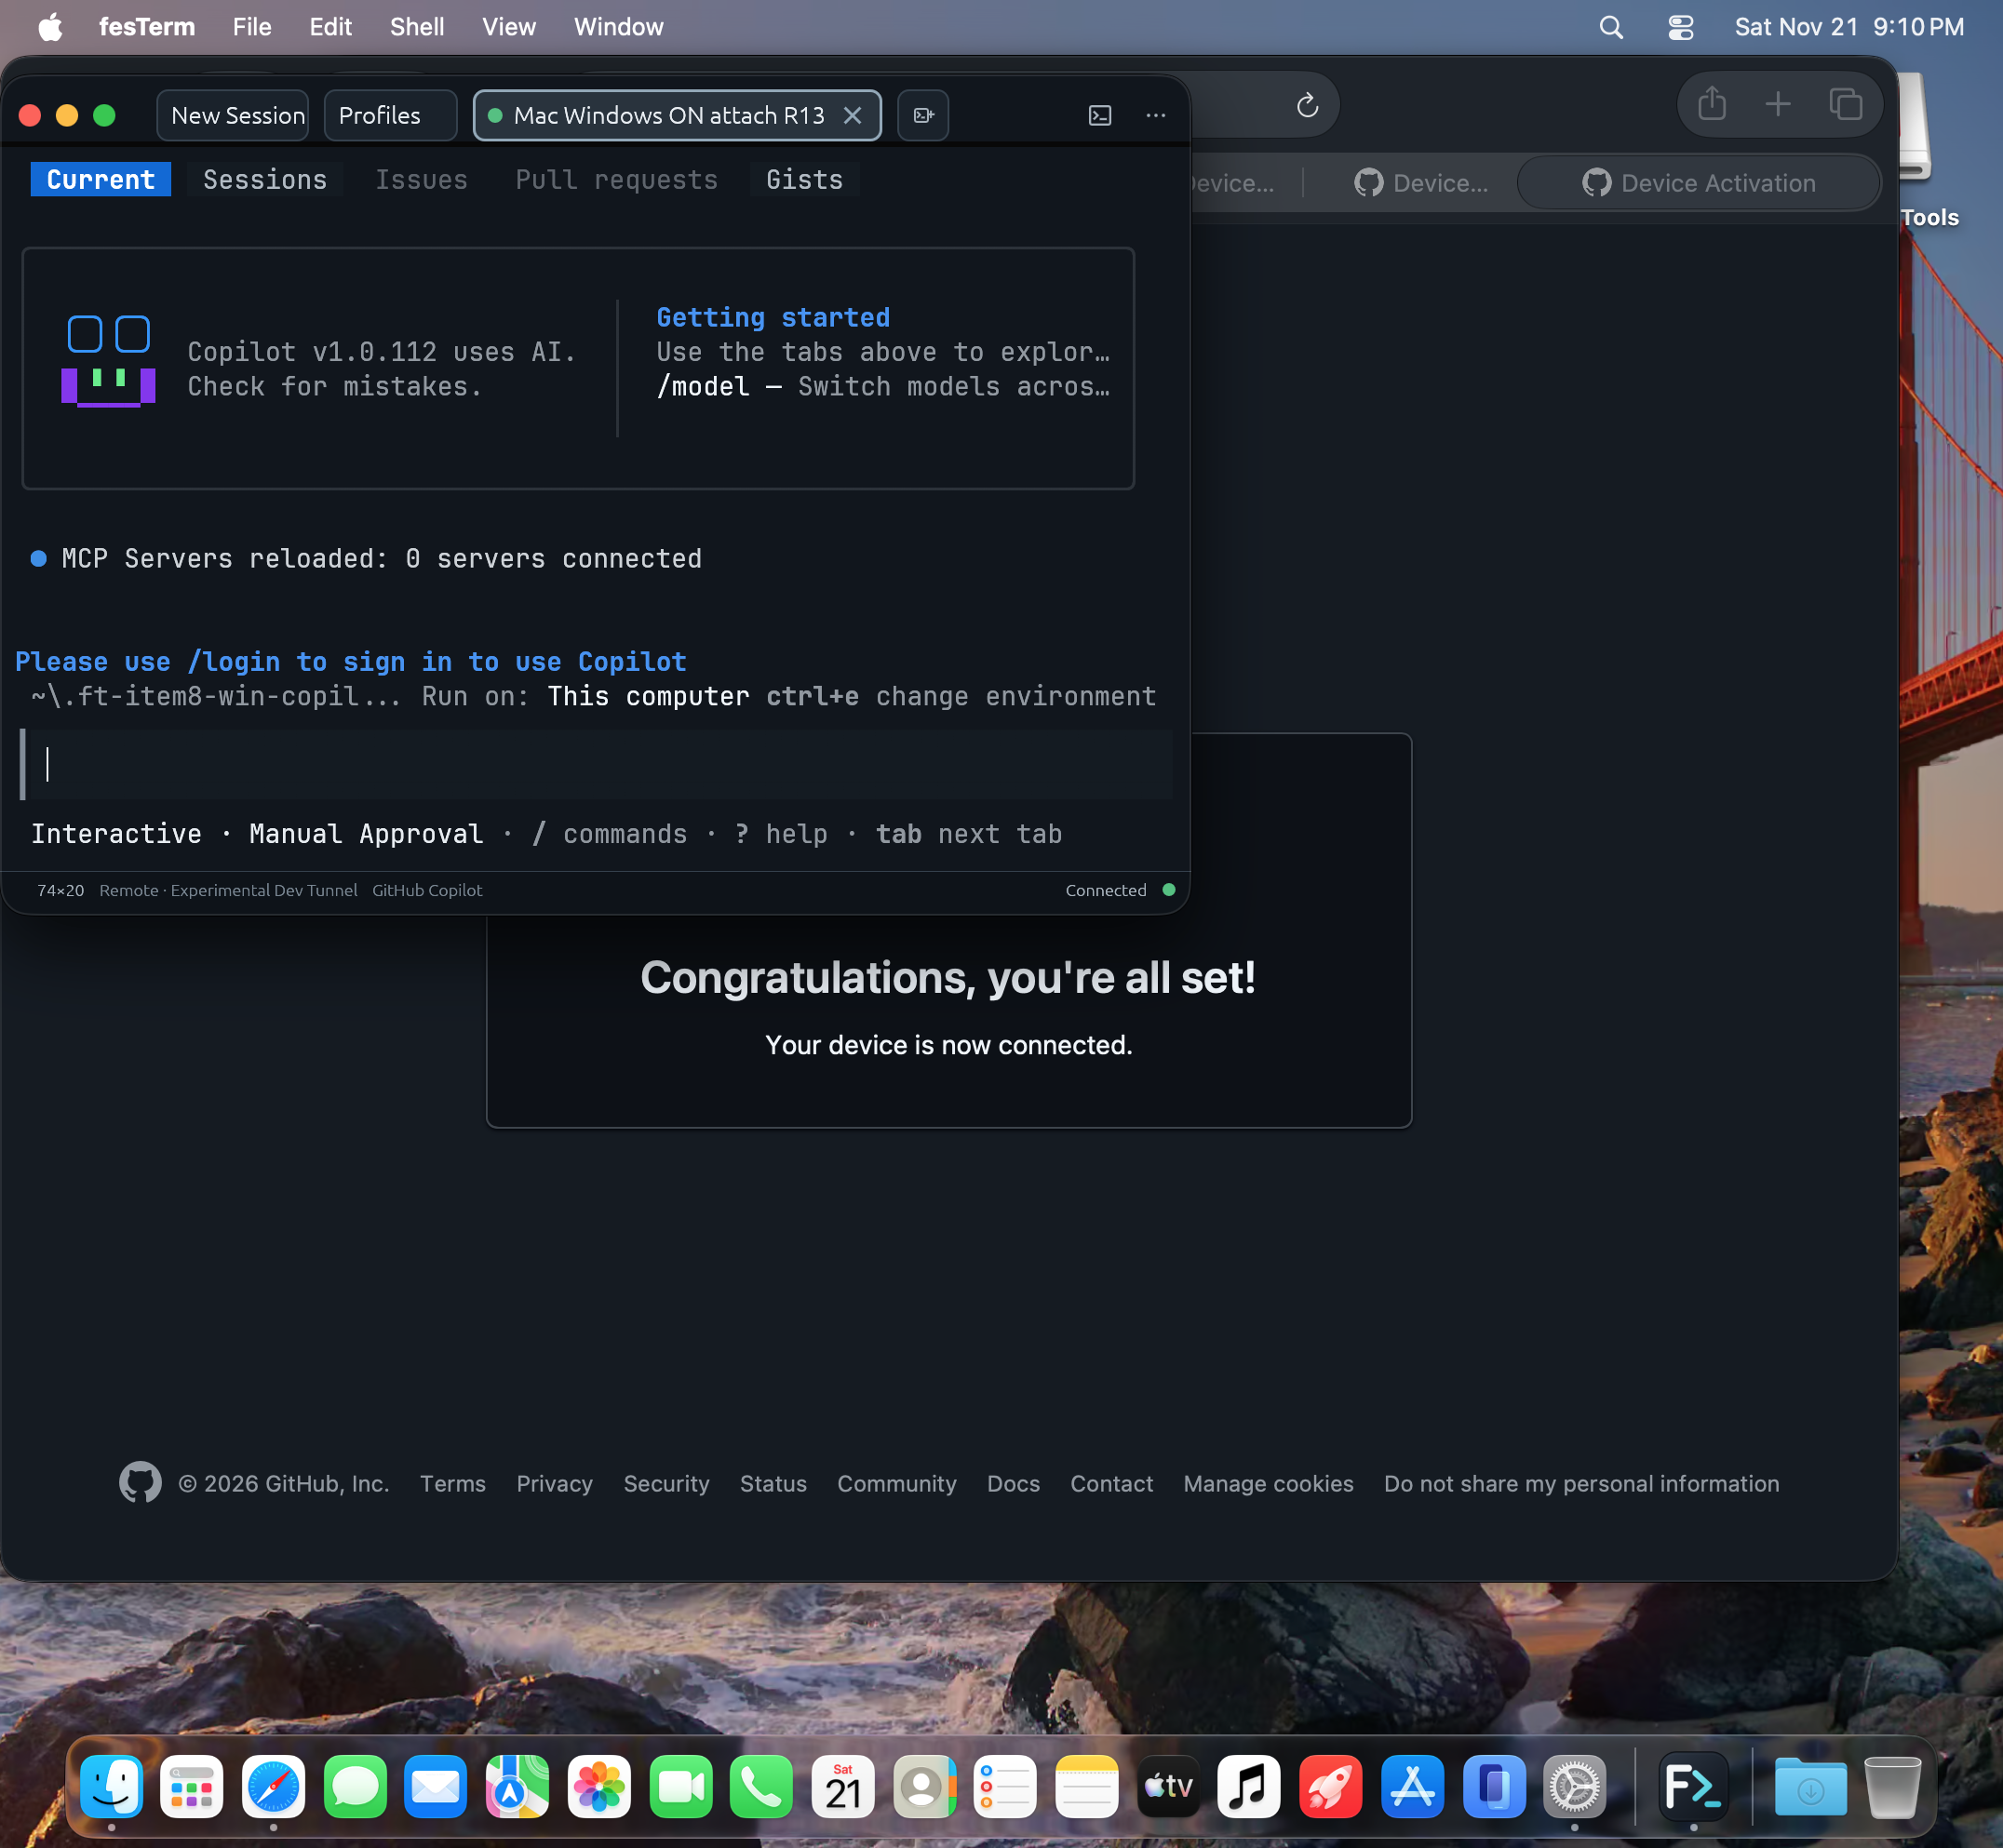 fesTerm File Edit Shell View Window Sat Nov 21 9:10 PM
New Session Profiles Mac Windows ON attach R13
Current Sessions Issues Pull requests Gists
Device... Device Activation
Tools
Getting started
Copilot v1.0.112 uses AI. Use the tabs above to explor…
Check for mistakes. /model — Switch models acros…
MCP Servers reloaded: 0 servers connected
Please use /login to sign in to use Copilot
~\.ft-item8-win-copil... Run on: This computer ctrl+e change environment
Interactive · Manual Approval · / commands · ? help · tab next tab
74×20 Remote · Experimental Dev Tunnel GitHub Copilot Connected
Congratulations, you're all set!
Your device is now connected.
© 2026 GitHub, Inc. Terms Privacy Security Status Community Docs Contact Manage cookies Do not share my personal information
Sat
21
tv